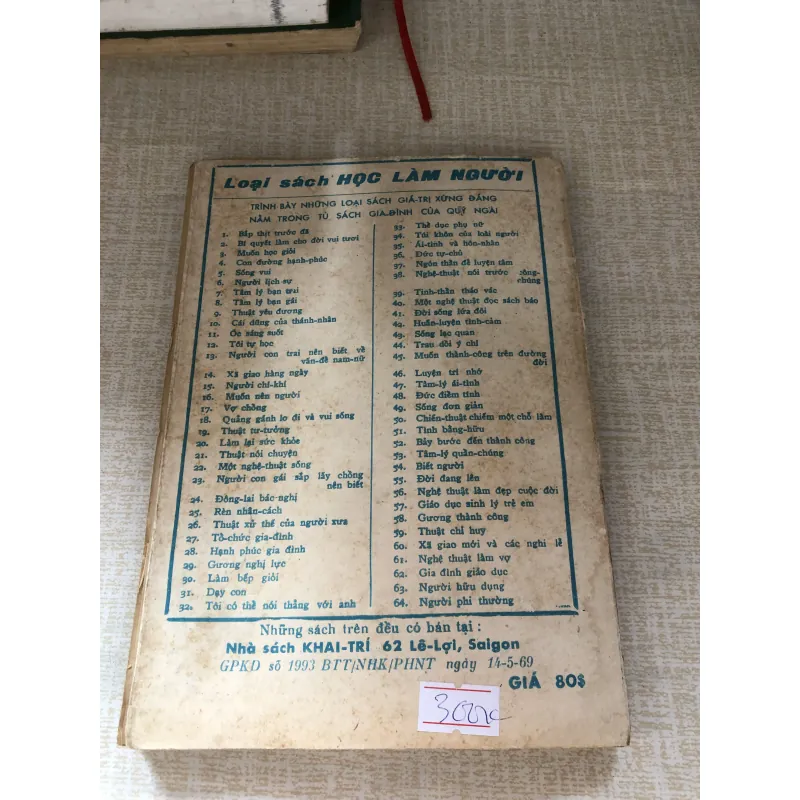 Loại sách HỌC LÀM NGƯỜI
TRÌNH-BÀY NHỮNG LOẠI SÁCH GIÁ-TRỊ XỨNG ĐÁNG
NẰM TRONG TỦ SÁCH GIA-ĐÌNH CỦA QUÝ NGÀI
1. Bắp thịt trước đã
2. Bí quyết làm cho đời vui tươi
3. Muốn học giỏi
4. Con đường hạnh-phúc
5. Sống vui
6. Người lịch sự
7. Tâm lý bạn trai
8. Tâm lý bạn gái
9. Thuật yêu đương
10. Cái dũng của thánh-nhân
11. Óc sáng suốt
12. Tôi tự học
13. Người con trai nên biết về
vấn-đề nam-nữ
14. Xã giao hàng ngày
15. Người chí-khí
16. Muốn nên người
17. Vợ chồng
18. Quảng gánh lo đi và vui sống
19. Thuật tư-tưởng
20. Làm lại sức khỏe
21. Thuật nói chuyện
22. Một nghệ-thuật sống
23. Người con gái sắp lấy chồng
nên biết
24. Đồng-lai bác-nghị
25. Rèn nhân-cách
26. Thuật xử thế của người xưa
27. Tổ-chức gia-đình
28. Hạnh phúc gia đình
29. Gương nghị lực
30. Làm bếp giỏi
31. Dạy con
32. Tôi có thể nói thẳng với anh
33. Thể dục phụ nữ
34. Túi khôn của loài người
35. Ái-tình và hôn-nhân
36. Đức tự-chủ
37. Ngôn thần để luyện tâm
38. Nghệ-thuật nói trước công-
chúng
39. Tinh-thần tháo vác
40. Một nghệ thuật đọc sách báo
41. Đời sống lứa đôi
42. Huấn-luyện tình-cảm
43. Sống lạc quan
44. Trau dồi ý chí
45. Muốn thành-công trên đường
đời
46. Luyện trí nhớ
47. Tâm-lý ái-tình
48. Đức điềm tĩnh
49. Sống đơn giản
50. Chiến-thuật chiếm một chỗ làm
51. Tình bằng-hữu
52. Bảy bước đến thành công
53. Tâm-lý quần-chúng
54. Biết người
55. Đời đang lên
56. Nghệ thuật làm đẹp cuộc đời
57. Giáo dục sinh lý trẻ em
58. Gương thành công
59. Thuật chỉ huy
60. Xã giao mới và các nghi lễ
61. Nghệ thuật làm vợ
62. Gia đình giáo dục
63. Người hữu dụng
64. Người phi thường
Những sách trên đều có bán tại :
Nhà sách KHAI-TRÍ 62 Lê-Lợi, Saigon
GPKD số 1993 BTT/NHK/PHNT ngày 14-5-69
GIÁ 80$